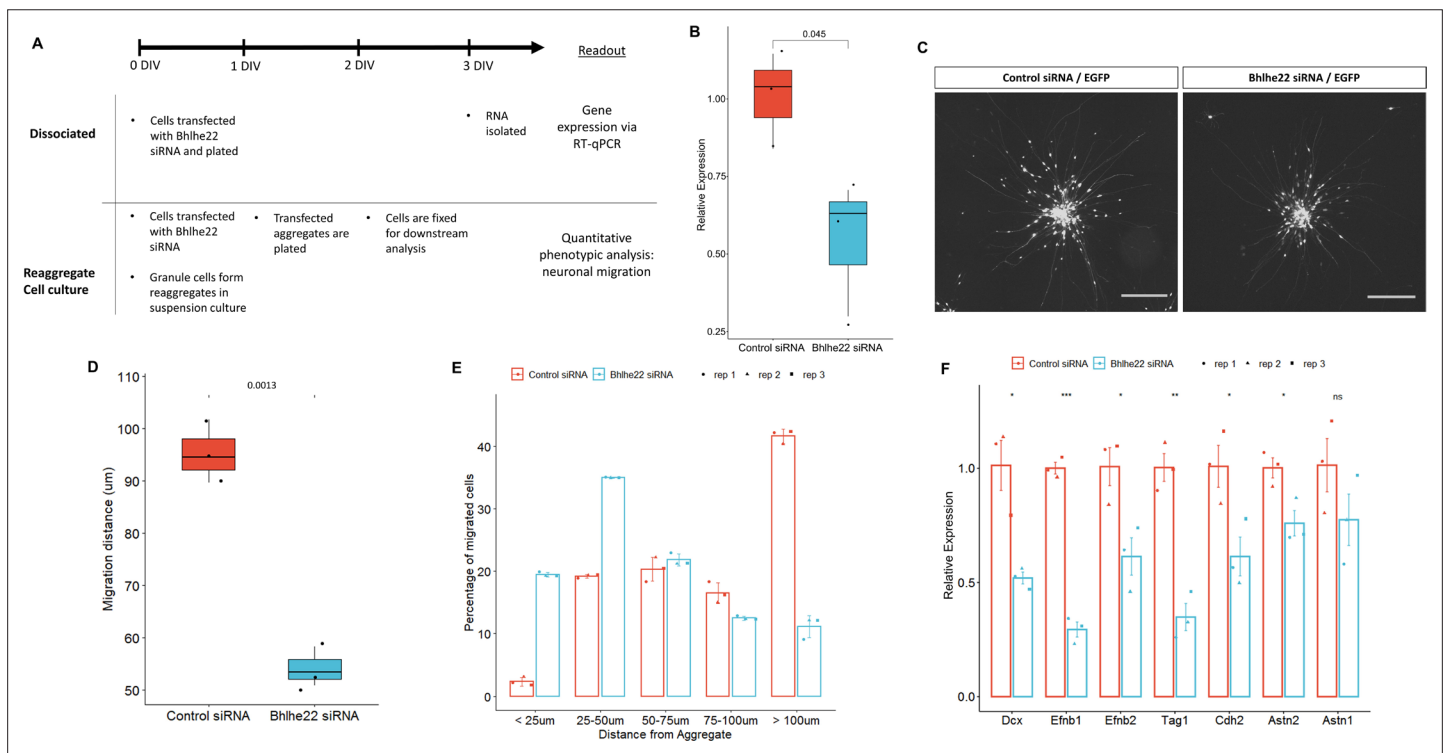 A
0 DIV
1 DIV
2 DIV
3 DIV
Readout
Dissociated
• Cells transfected
with Bhlhe22
siRNA and plated
• RNA
isolated
Gene
expression via
RT-qPCR
Reaggregate
Cell culture
• Cells transfected
with Bhlhe22
siRNA
• Granule cells form
reaggregates in
suspension culture
• Transfected
aggregates are
plated
• Cells are fixed
for downstream
analysis
Quantitative
phenotypic analysis:
neuronal migration
B
0.045
Relative Expression
1.00
0.75
0.50
0.25
Control siRNA
Bhlhe22 siRNA
C
Control siRNA / EGFP
Bhlhe22 siRNA / EGFP
D
0.0013
Migration distance (um)
110
100
90
80
70
60
50
Control siRNA
Bhlhe22 siRNA
E
Control siRNA
Bhlhe22 siRNA
rep 1
rep 2
rep 3
Percentage of migrated cells
40
30
20
10
0
< 25um
25-50um
50-75um
75-100um
> 100um
Distance from Aggregate
F
Control siRNA
Bhlhe22 siRNA
rep 1
rep 2
rep 3
*
***
*
**
*
*
ns
Relative Expression
1.0
0.5
0.0
Dcx
Efnb1
Efnb2
Tag1
Cdh2
Astn2
Astn1